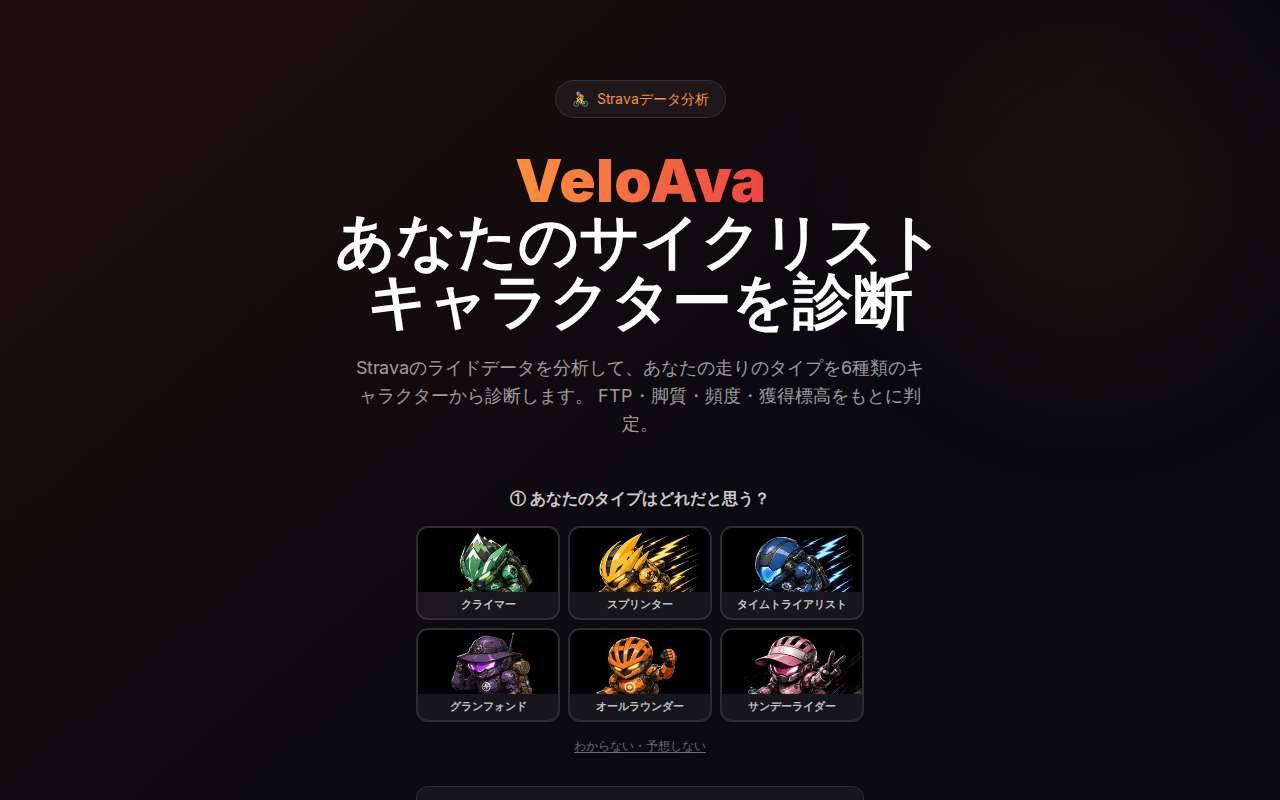 🚴 Stravaデータ分析
VeloAva
あなたのサイクリスト
キャラクターを診断
Stravaのライドデータを分析して、あなたの走りのタイプを6種類のキ
ャラクターから診断します。 FTP・脚質・頻度・獲得標高をもとに判
定。
① あなたのタイプはどれだと思う？
クライマー
スプリンター
タイムトライアリスト
グランフォンド
オールラウンダー
サンデーライダー
わからない・予想しない